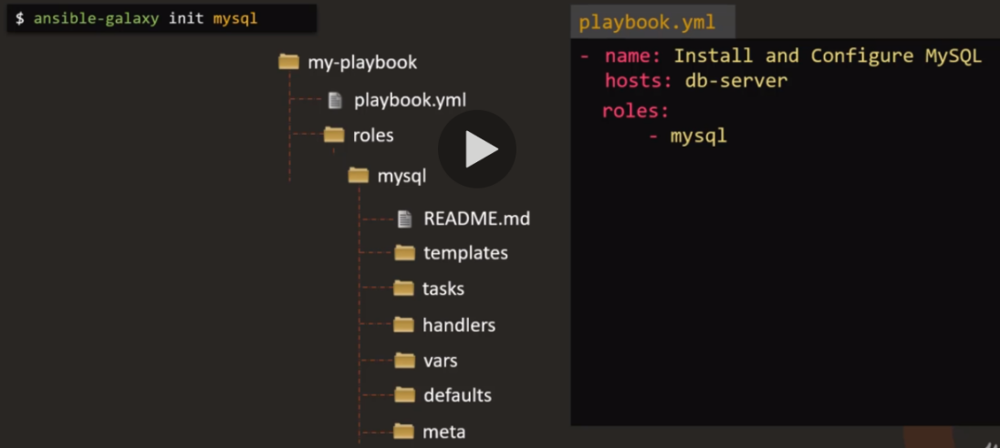 $ ansible-galaxy init mysql
my-playbook
playbook.yml
roles
mysql
README.md
templates
tasks
handlers
vars
defaults
meta
playbook.yml
- name: Install and Configure MySQL
hosts: db-server
roles:
- mysql